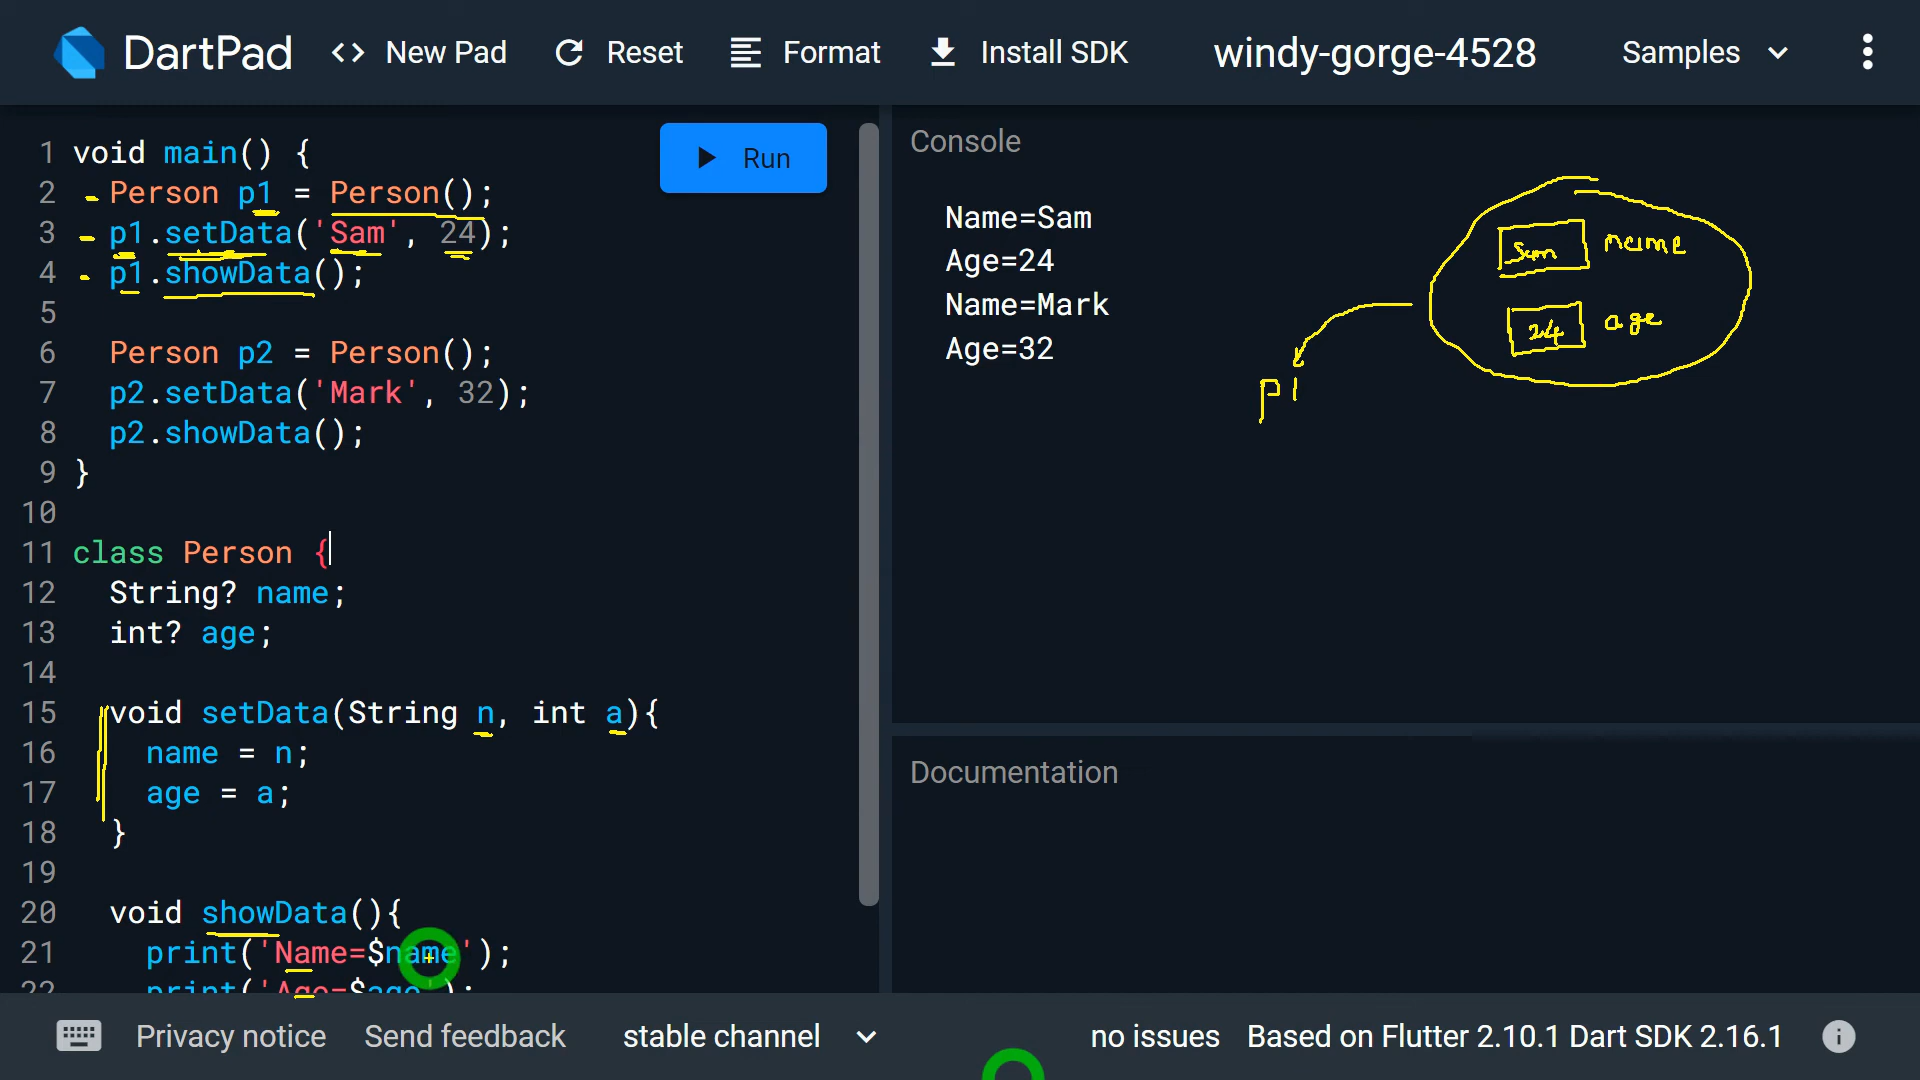 DartPad <> New Pad Reset Format Install SDK windy-gorge-4528 Samples
1 void main() {
2 Person p1 = Person();
3 p1.setData('Sam', 24);
4 p1.showData();
5
6 Person p2 = Person();
7 p2.setData('Mark', 32);
8 p2.showData();
9 }
10
11 class Person {
12 String? name;
13 int? age;
14
15 void setData(String n, int a){
16 name = n;
17 age = a;
18 }
19
20 void showData(){
21 print('Name=$name');
22 print('Age=$age');
Run
Console
Name=Sam
Age=24
Name=Mark
Age=32
Sam name
24 age
p1
Documentation
Privacy notice Send feedback stable channel no issues Based on Flutter 2.10.1 Dart SDK 2.16.1